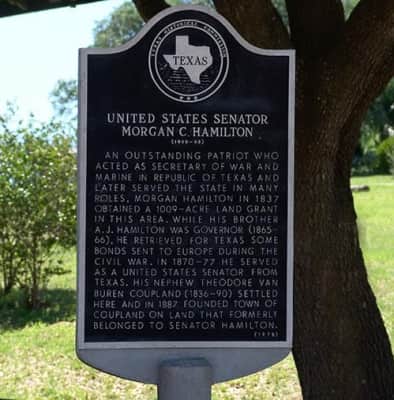 TEXAS HISTORICAL COMMISSION
TEXAS
UNITED STATES SENATOR
MORGAN C. HAMILTON
AN OUTSTANDING PATRIOT WHO
ACTED AS SECRETARY OF WAR AND
MARINE IN REPUBLIC OF TEXAS AND
LATER SERVED THE STATE IN MANY
ROLES, MORGAN HAMILTON IN 1837
OBTAINED A 1009-ACRE LAND GRANT
IN THIS AREA. WHILE HIS BROTHER
A.J. HAMILTON WAS GOVERNOR (1865-
66), HE RETRIEVED FOR TEXAS SOME
BONDS SENT TO EUROPE DURING THE
CIVIL WAR. IN 1870-77 HE SERVED
AS A UNITED STATES SENATOR FROM
TEXAS. HIS NEPHEW THEODORE VAN
BUREN COUPLAND (1836-90) SETTLED
HERE AND IN 1887 FOUNDED TOWN OF
COUPLAND ON LAND THAT FORMERLY
BELONGED TO SENATOR HAMILTON.
(1978)